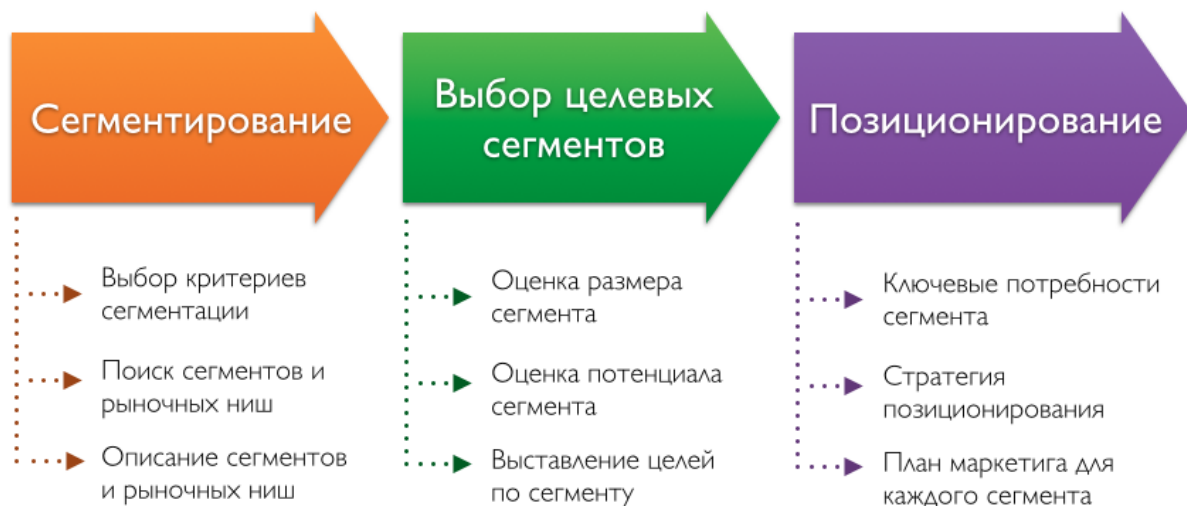 Сегментирование
Выбор критериев
сегментации
Поиск сегментов и
рыночных ниш
Описание сегментов
и рыночных ниш
Выбор целевых
сегментов
Оценка размера
сегмента
Оценка потенциала
сегмента
Выставление целей
по сегменту
Позиционирование
Ключевые потребности
сегмента
Стратегия
позиционирования
План маркетига для
каждого сегмента